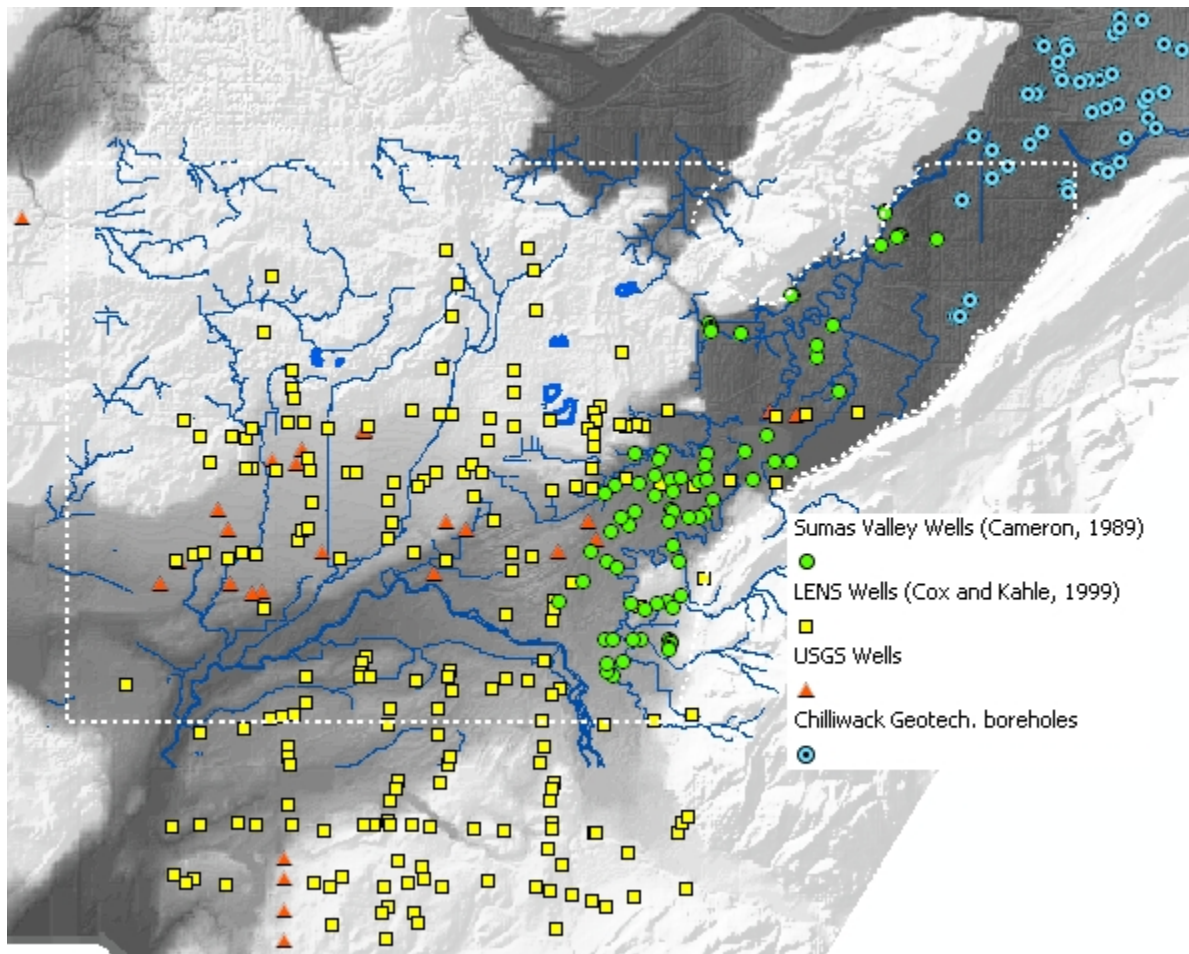 Sumas Valley Wells (Cameron, 1989)
LENS Wells (Cox and Kahle, 1999)
USGS Wells
Chilliwack Geotech. boreholes